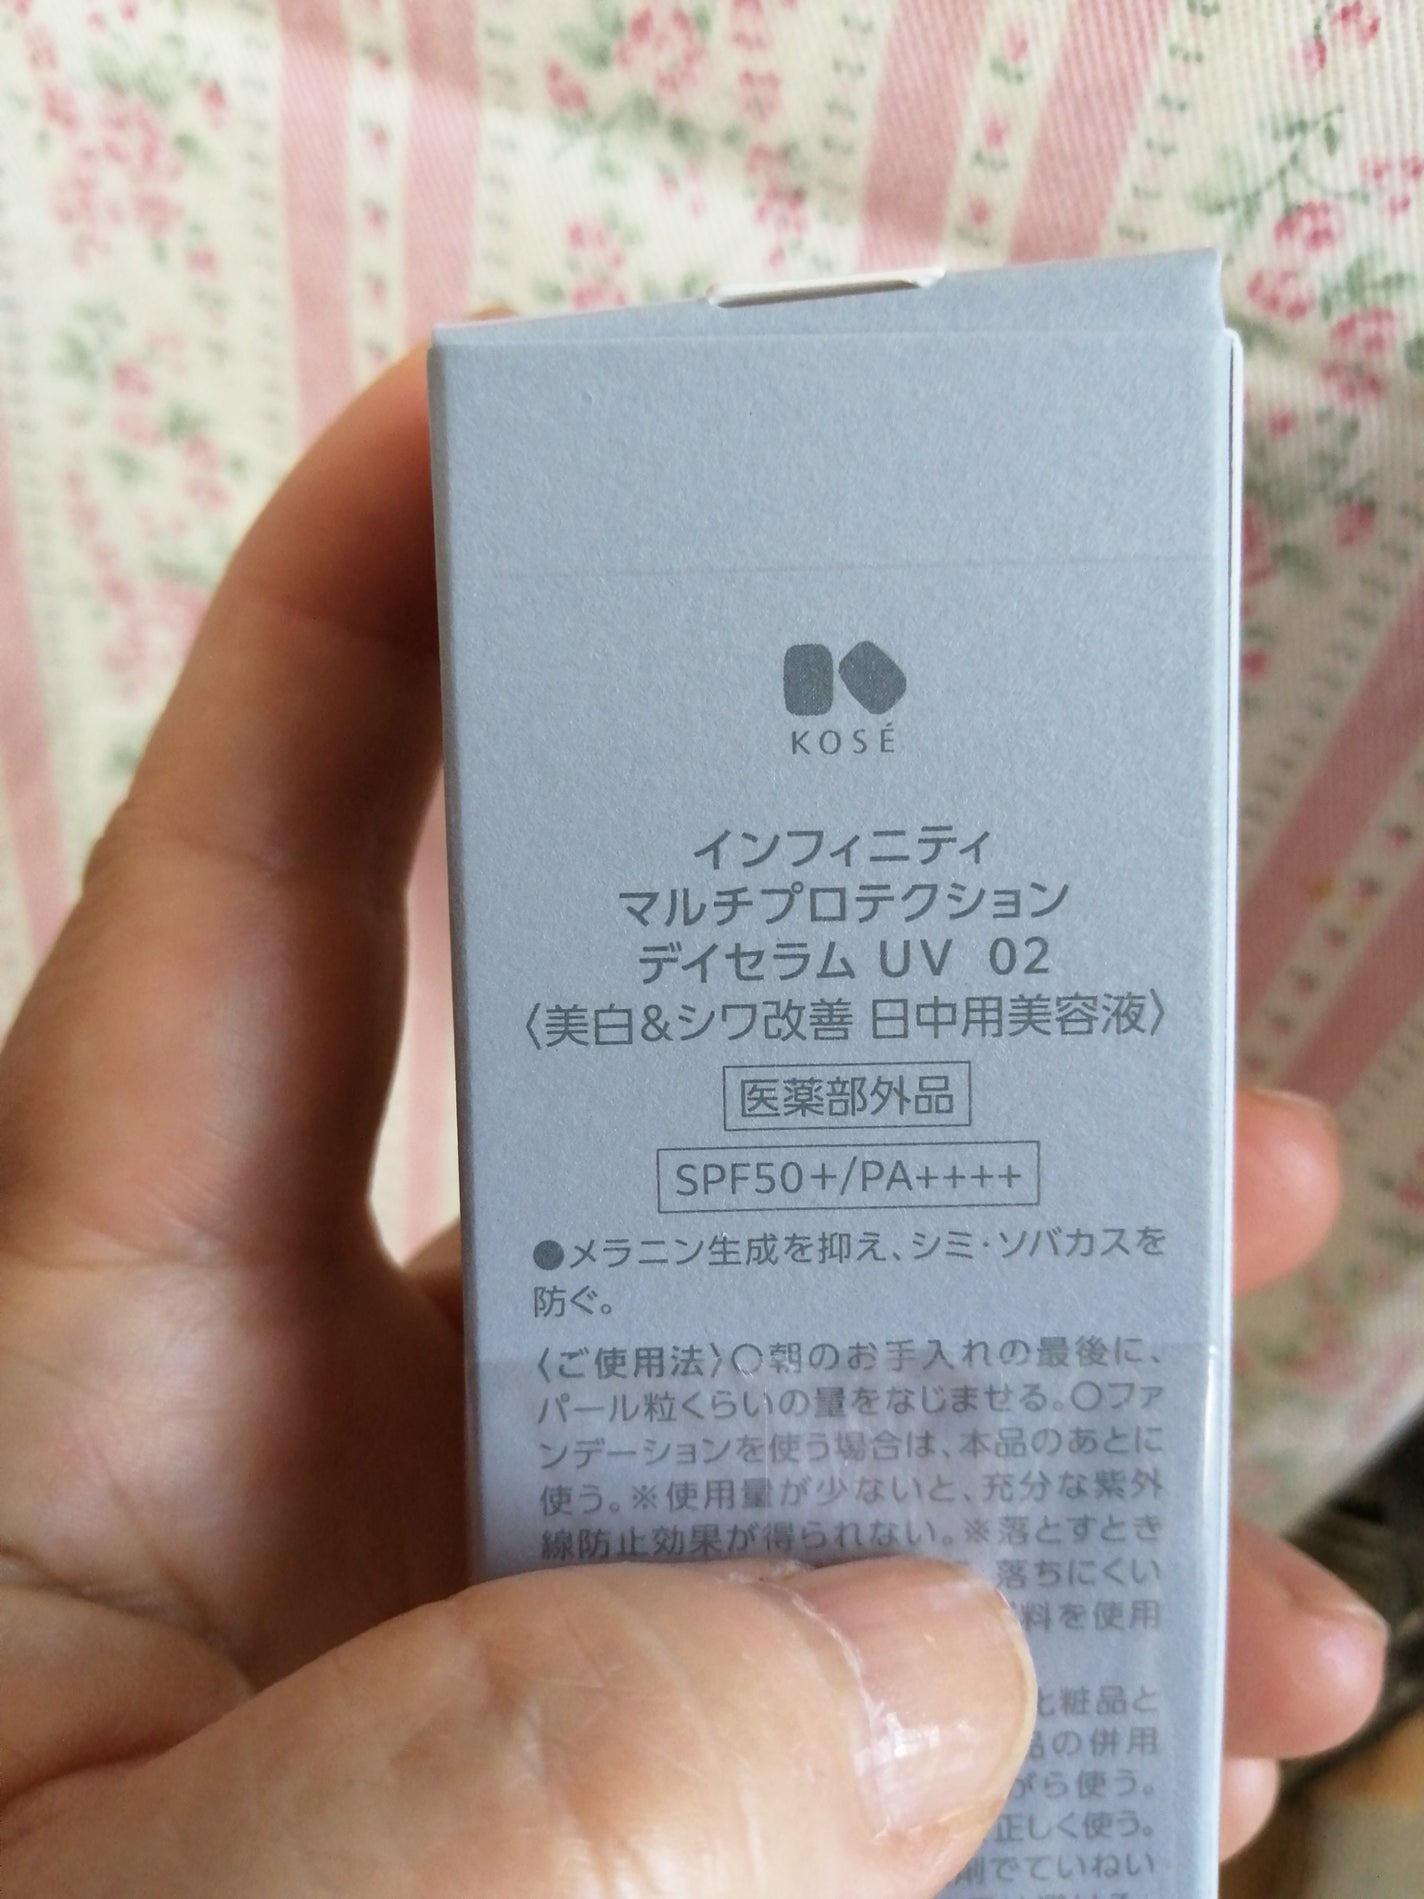 KOSÉ
インフィニティ
マルチプロテクション
デイセラム UV 02
〈美白&シワ改善 日中用美容液〉
医薬部外品
SPF50+/PA++++
●メラニン生成を抑え、シミ・ソバカスを
防ぐ。
〈ご使用法〉〇朝のお手入れの最後に、
パール粒くらいの量をなじませる。〇ファ
ンデーションを使う場合は、本品のあとに
使う。※使用量が少ないと、充分な紫外
線防止効果が得られない。※落とすとき
落ちにくい
料を使用
化粧品と
品の併用
がら使う。
正しく使う。
剤でていねい